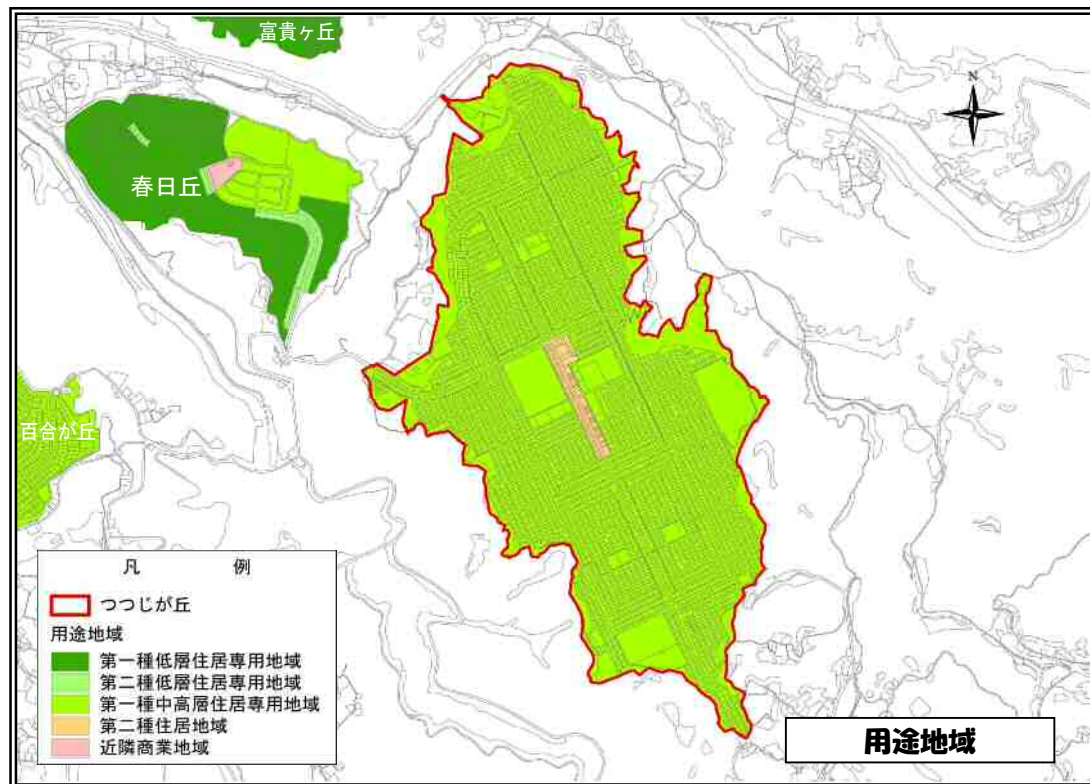 富貴ヶ丘
N
春日丘
百合が丘
凡 例
つつじが丘
用途地域
第一種低層住居専用地域
第二種低層住居専用地域
第一種中高層住居専用地域
第二種住居地域
近隣商業地域
用途地域